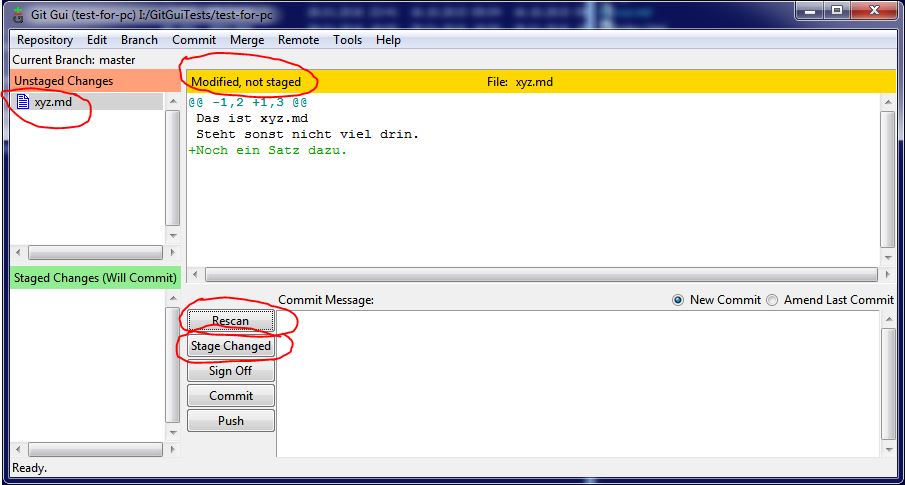 Git Gui (test-for-pc) I:/GitGuiTests/test-for-pc
Repository Edit Branch Commit Merge Remote Tools Help
Current Branch: master
Unstaged Changes
xyz.md
Modified, not staged File: xyz.md
@@ -1,2 +1,3 @@
Das ist xyz.md
Steht sonst nicht viel drin.
+Noch ein Satz dazu.
Staged Changes (Will Commit)
Commit Message: New Commit Amend Last Commit
Rescan
Stage Changed
Sign Off
Commit
Push
Ready.